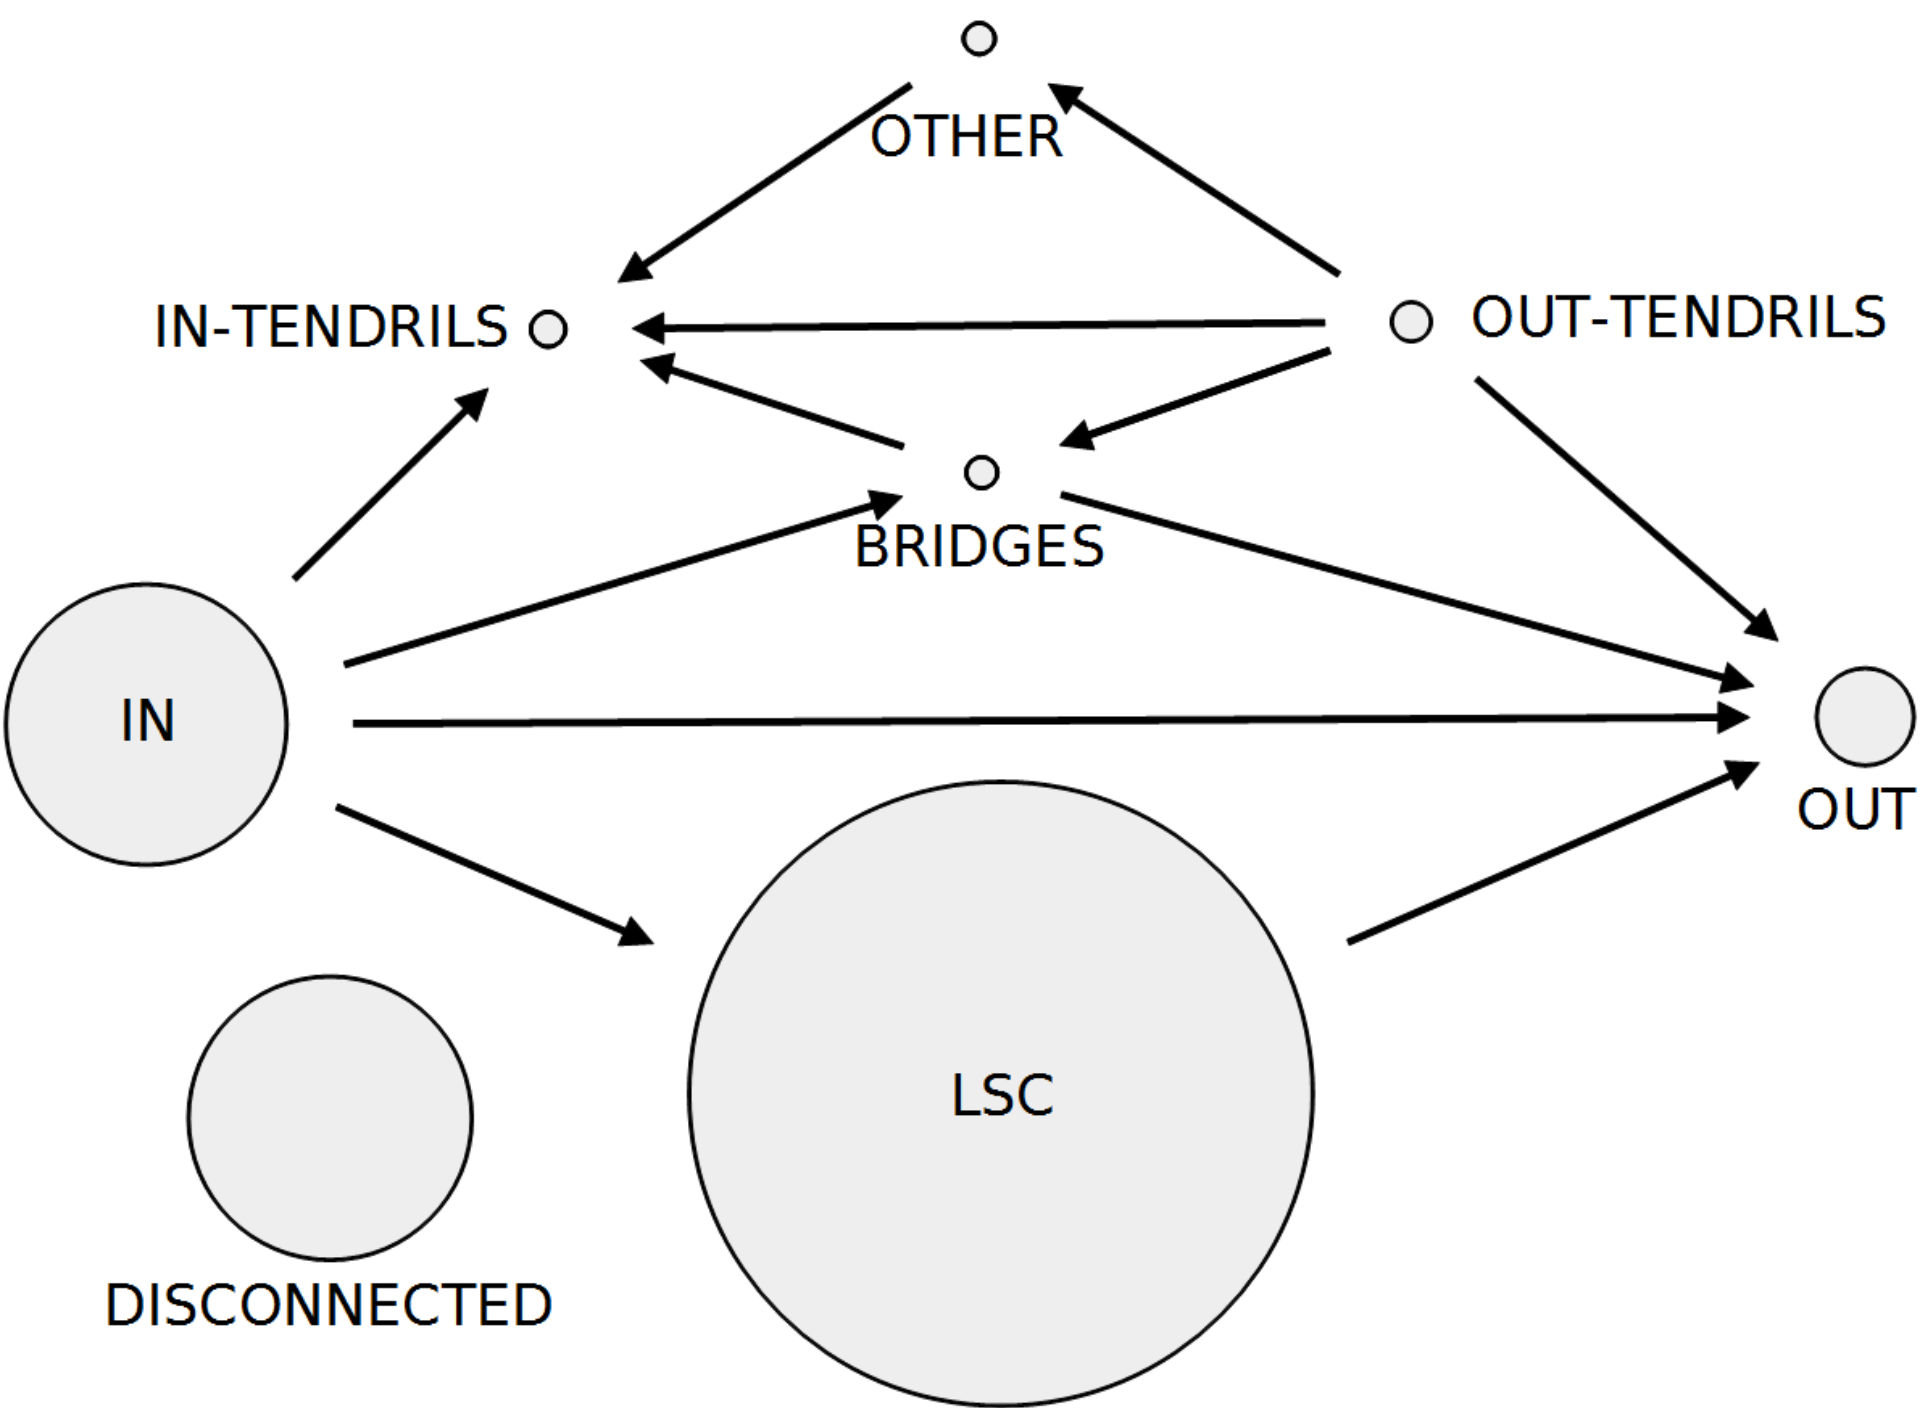 OTHER
IN-TENDRILS
OUT-TENDRILS
BRIDGES
IN
OUT
LSC
DISCONNECTED